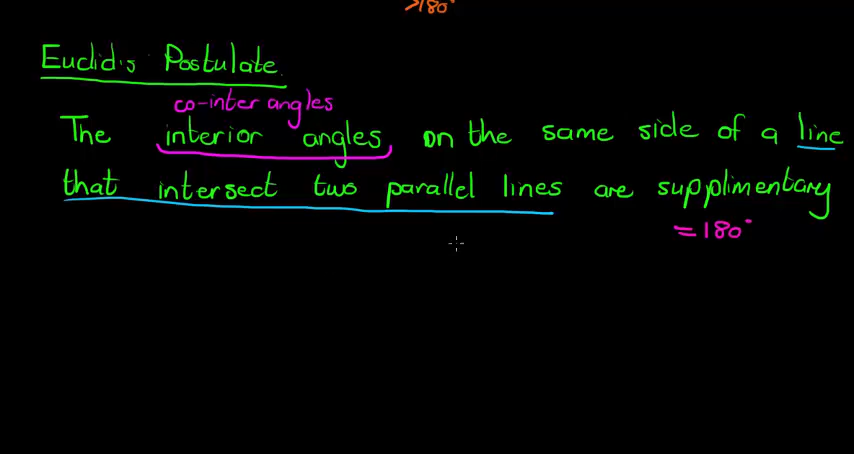 >180°
Euclid's Postulate.
co-inter angles
The interior angles on the same side of a line
that intersect two parallel lines are supplimentary
=180°